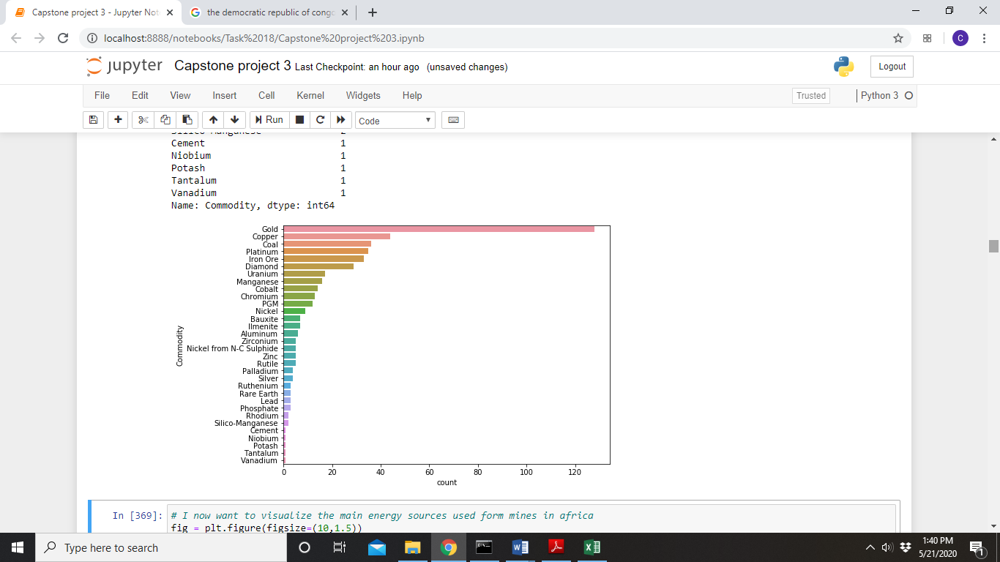 Capstone project 3 - Jupyter Not
the democratic republic of congo
localhost:8888/notebooks/Task%2018/Capstone%20project%203.ipynb
C
jupyter Capstone project 3 Last Checkpoint: an hour ago (unsaved changes)
Logout
File Edit View Insert Cell Kernel Widgets Help
Trusted
Python 3
Run
Code
Silico-Manganese 2
Cement 1
Niobium 1
Potash 1
Tantalum 1
Vanadium 1
Name: Commodity, dtype: int64
Commodity
Gold
Copper
Coal
Platinum
Iron Ore
Diamond
Uranium
Manganese
Cobalt
Chromium
PGM
Nickel
Bauxite
Ilmenite
Aluminum
Zirconium
Nickel from N-C Sulphide
Zinc
Rutile
Palladium
Silver
Ruthenium
Rare Earth
Lead
Phosphate
Rhodium
Silico-Manganese
Cement
Niobium
Potash
Tantalum
Vanadium
0 20 40 60 80 100 120
count
In [369]: # I now want to visualize the main energy sources used form mines in africa
fig = plt.figure(figsize=(10,1.5))
Type here to search
1:40 PM
5/21/2020
1